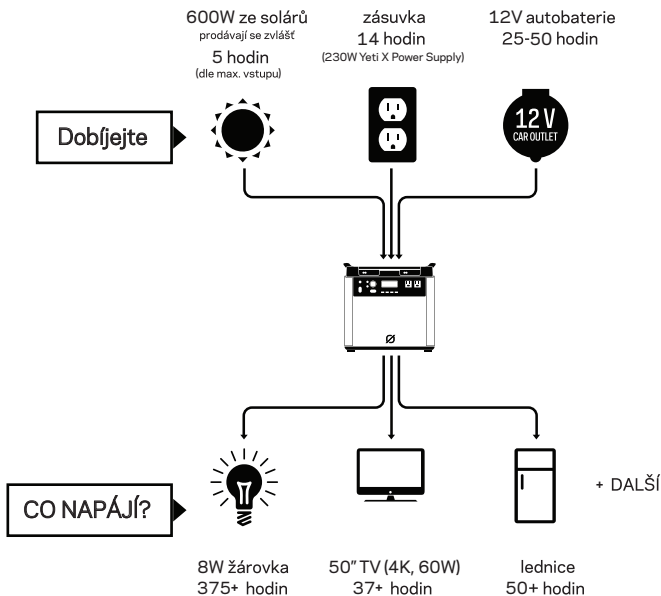 600W ze solárů
prodávají se zvlášť
5 hodin
(dle max. vstupu)
zásuvka
14 hodin
(230W Yeti X Power Supply)
12V autobaterie
25-50 hodin
Dobíjejte
12 V
CAR OUTLET
CO NAPÁJÍ?
+ DALŠÍ
8W žárovka
375+ hodin
50" TV (4K, 60W)
37+ hodin
lednice
50+ hodin